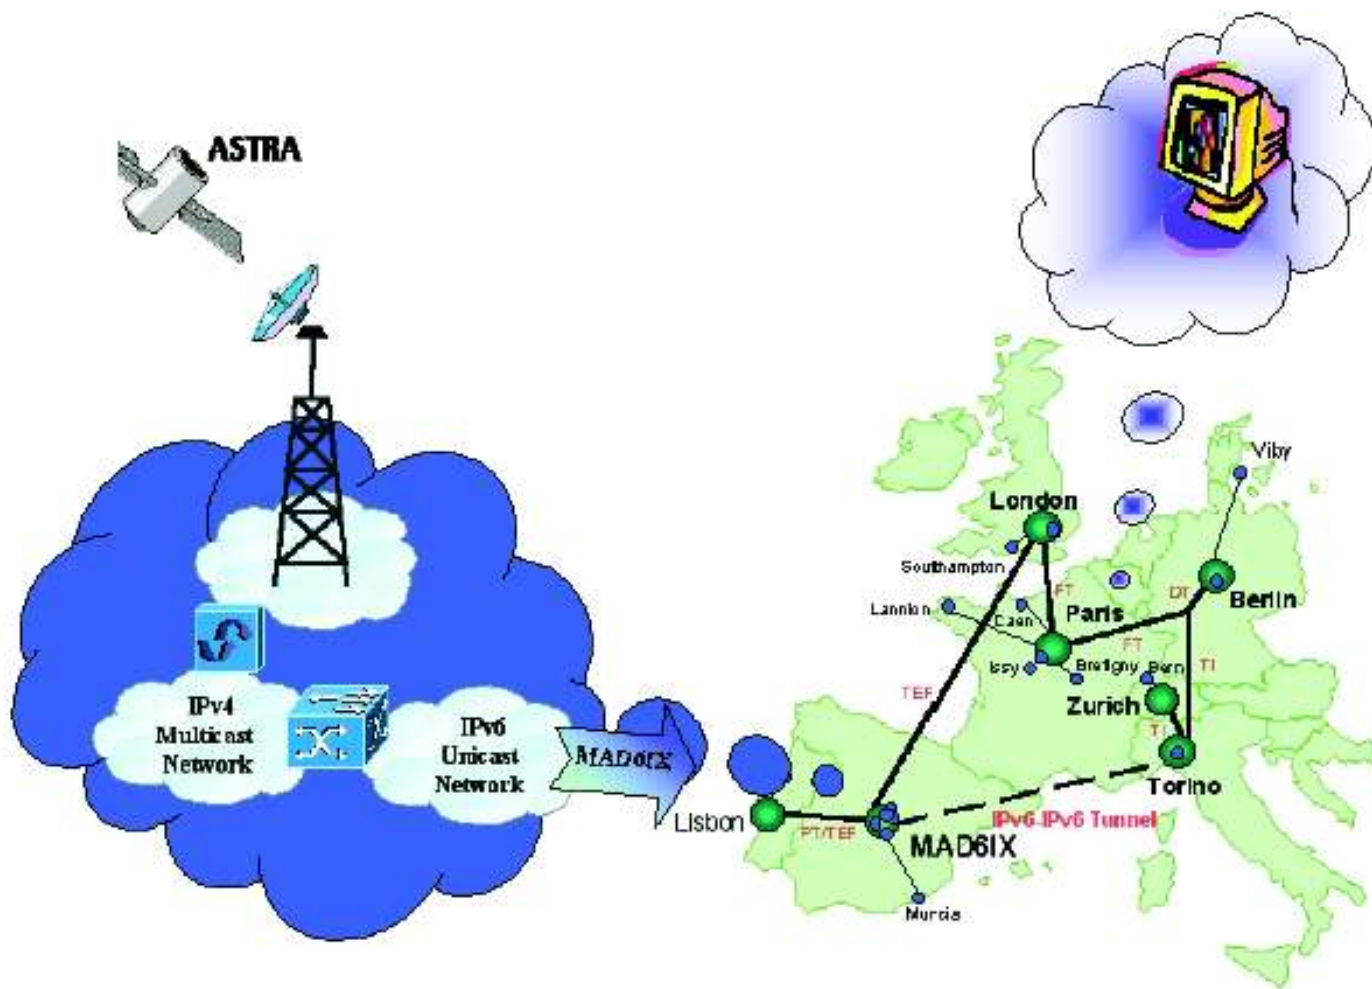 ASTRA
IPv4
Multicast
Network
IPv6
Unicast
Network
MAD6IX
Viby
London
Southampton
Lannion
Caen
FT
Paris
DT
Berlin
FT
Issy
Bretigny
Bern
TI
TEF
Zurich
TI
Torino
Lisbon
PT/TEF
IPv6-IPv6 Tunnel
MAD6IX
Murcia